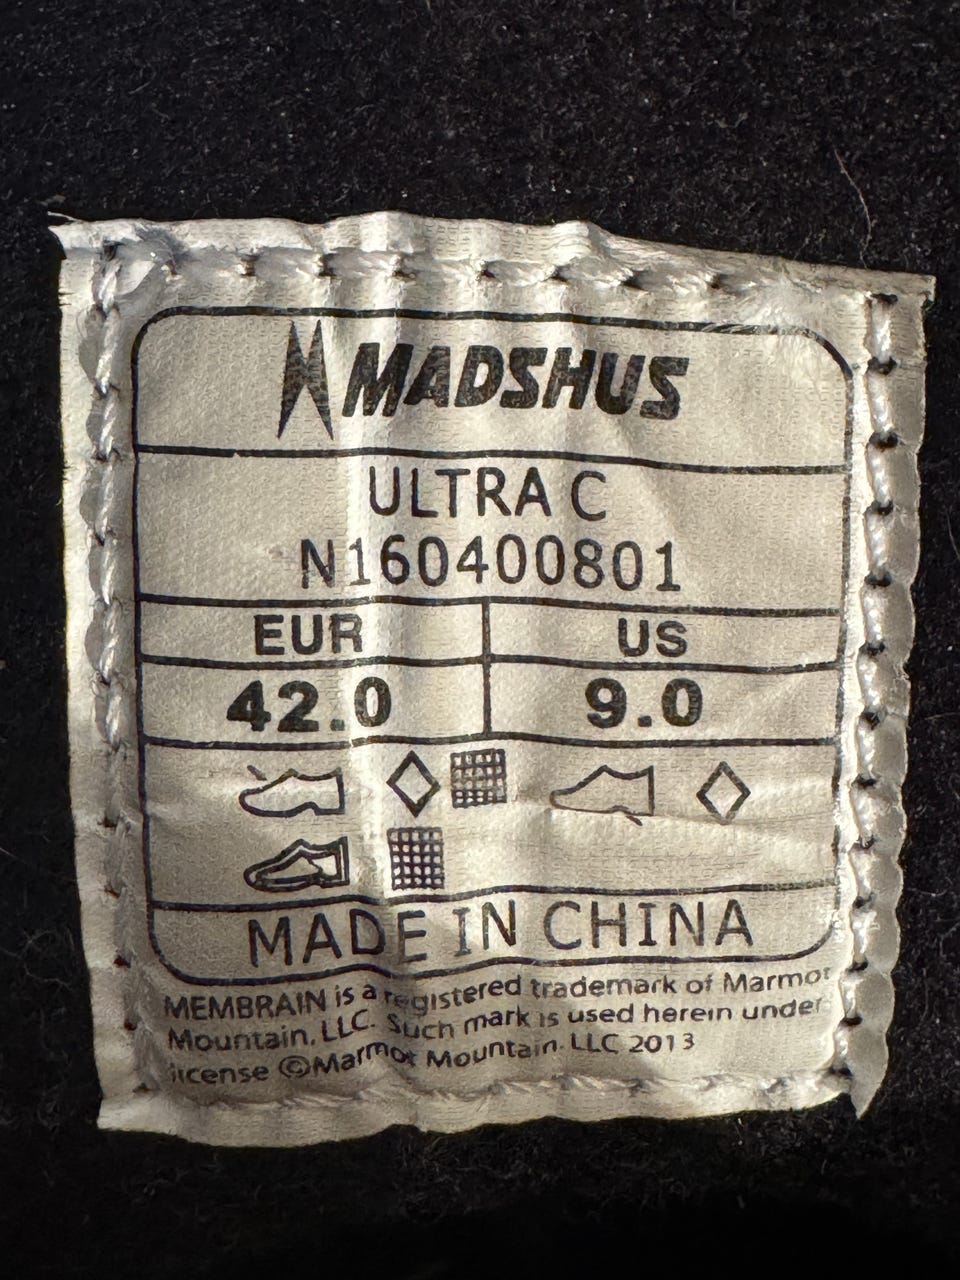 MADSHUS
ULTRA C
N160400801
EUR US
42.0 9.0
MADE IN CHINA
MEMBRAIN is a registered trademark of Marmot
Mountain, LLC. Such mark is used herein under
license ©Marmot Mountain. LLC 2013